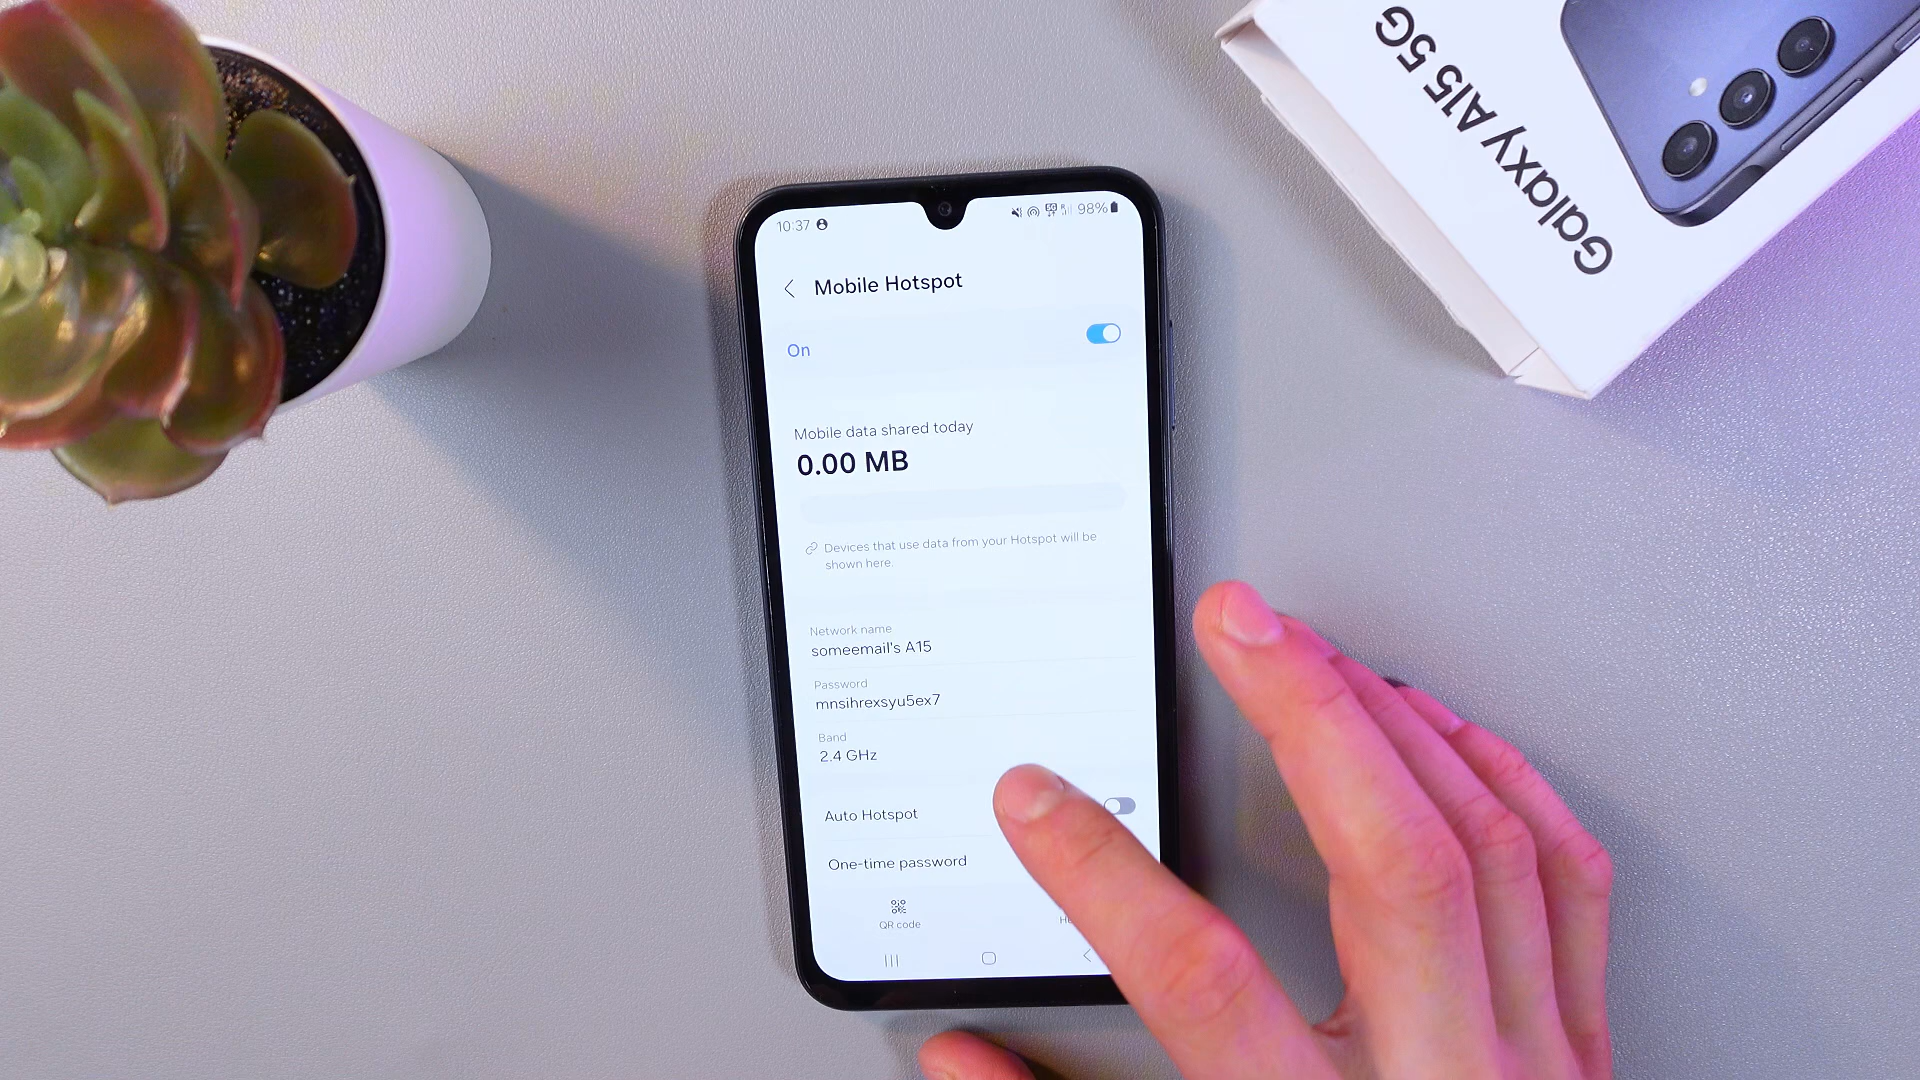 Galaxy A15 5G
10:37
5G
98%
Mobile Hotspot
On
Mobile data shared today
0.00 MB
Devices that use data from your Hotspot will be
shown here.
Network name
someemail's A15
Password
mnsihrexsyu5ex7
Band
2.4 GHz
Auto Hotspot
One-time password
QR code